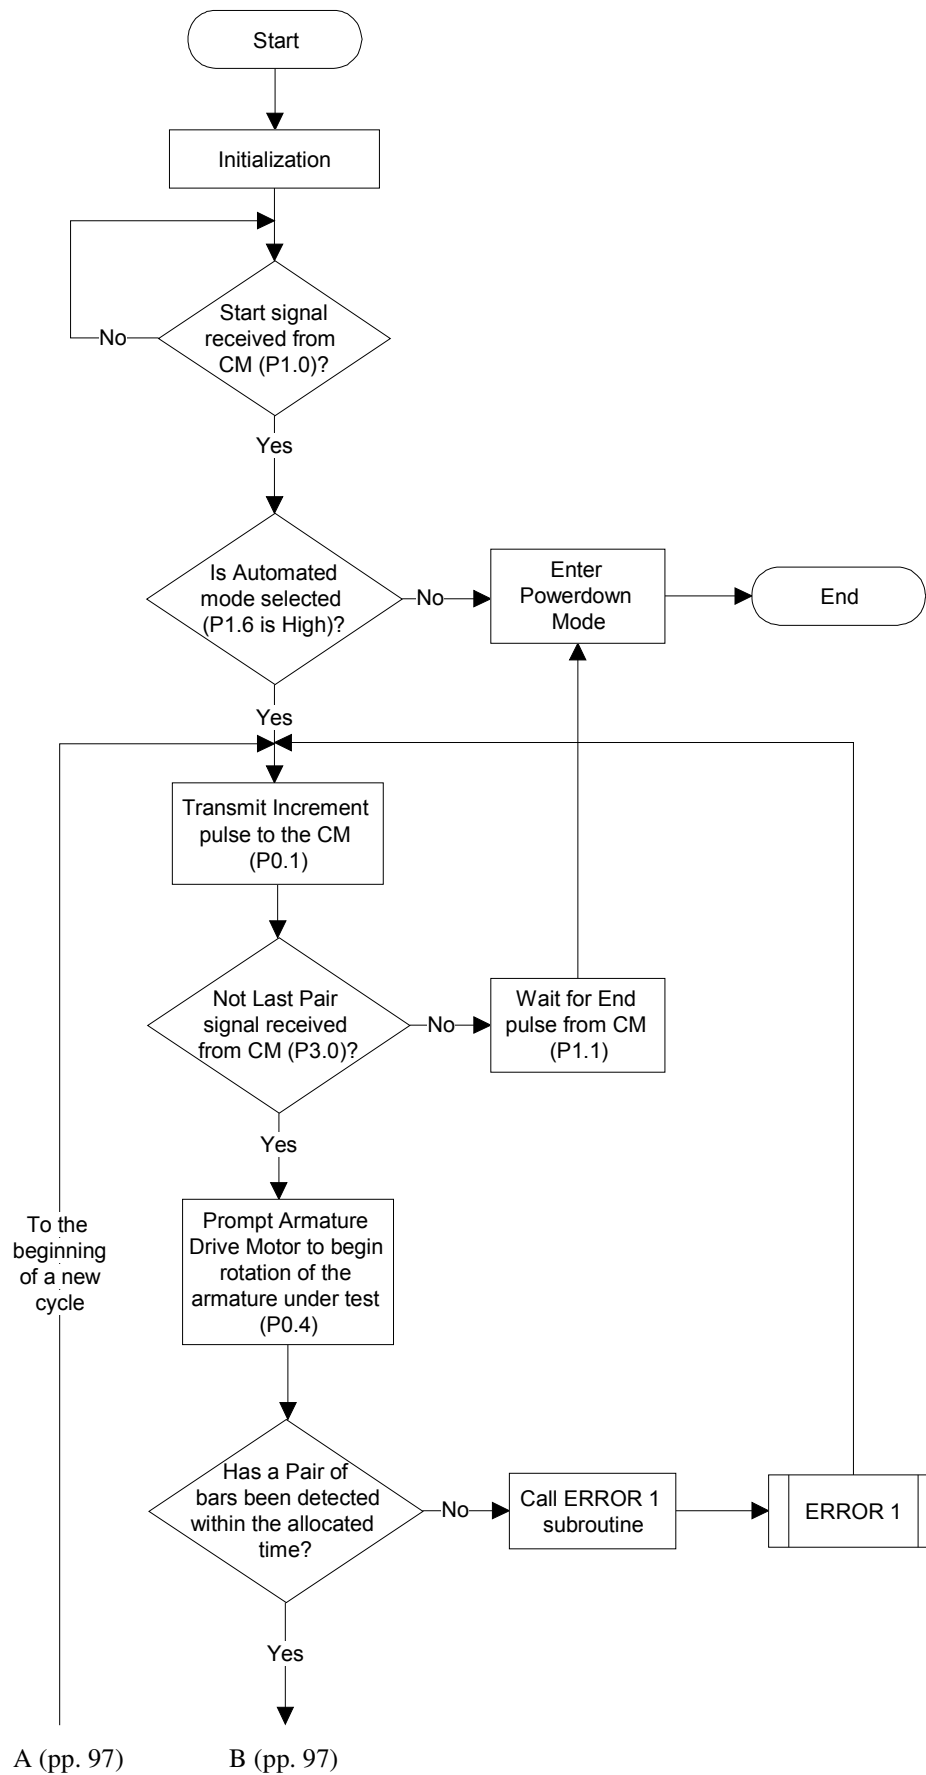 Start
Initialization
Start signal
received from
CM (P1.0)?
No
Yes
Is Automated
mode selected
(P1.6 is High)?
No
Enter
Powerdown
Mode
End
Yes
Transmit Increment
pulse to the CM
(P0.1)
Not Last Pair
signal received
from CM (P3.0)?
No
Wait for End
pulse from CM
(P1.1)
Yes
Prompt Armature
Drive Motor to begin
rotation of the
armature under test
(P0.4)
To the
beginning
of a new
cycle
Has a Pair of
bars been detected
within the allocated
time?
No
Call ERROR 1
subroutine
ERROR 1
Yes
A (pp. 97)
B (pp. 97)